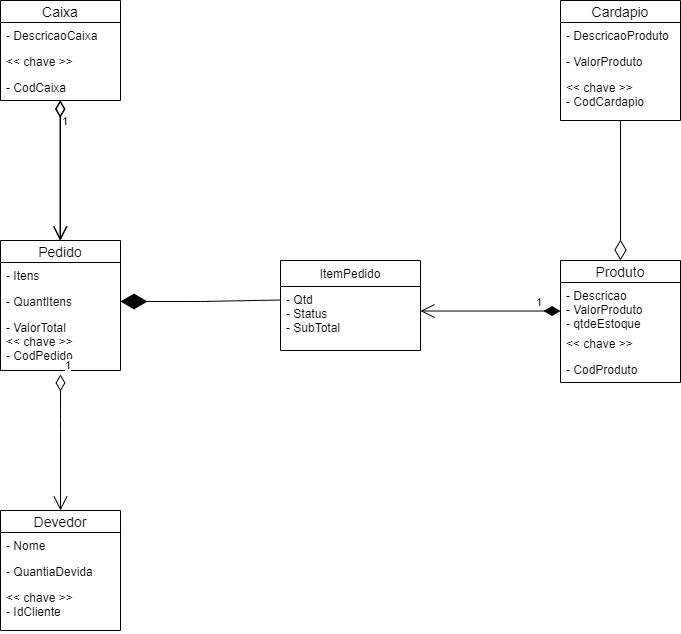 Caixa
- DescricaoCaixa
<< chave >>
- CodCaixa
1
Cardapio
- DescricaoProduto
- ValorProduto
<< chave >>
- CodCardapio
Pedido
- Itens
- QuantItens
- ValorTotal
<< chave >>
- CodPedido
1
ItemPedido
- Qtd
- Status
- SubTotal
1
Produto
- Descricao
- ValorProduto
- qtdeEstoque
<< chave >>
- CodProduto
Devedor
- Nome
- QuantiaDevida
<< chave >>
- IdCliente